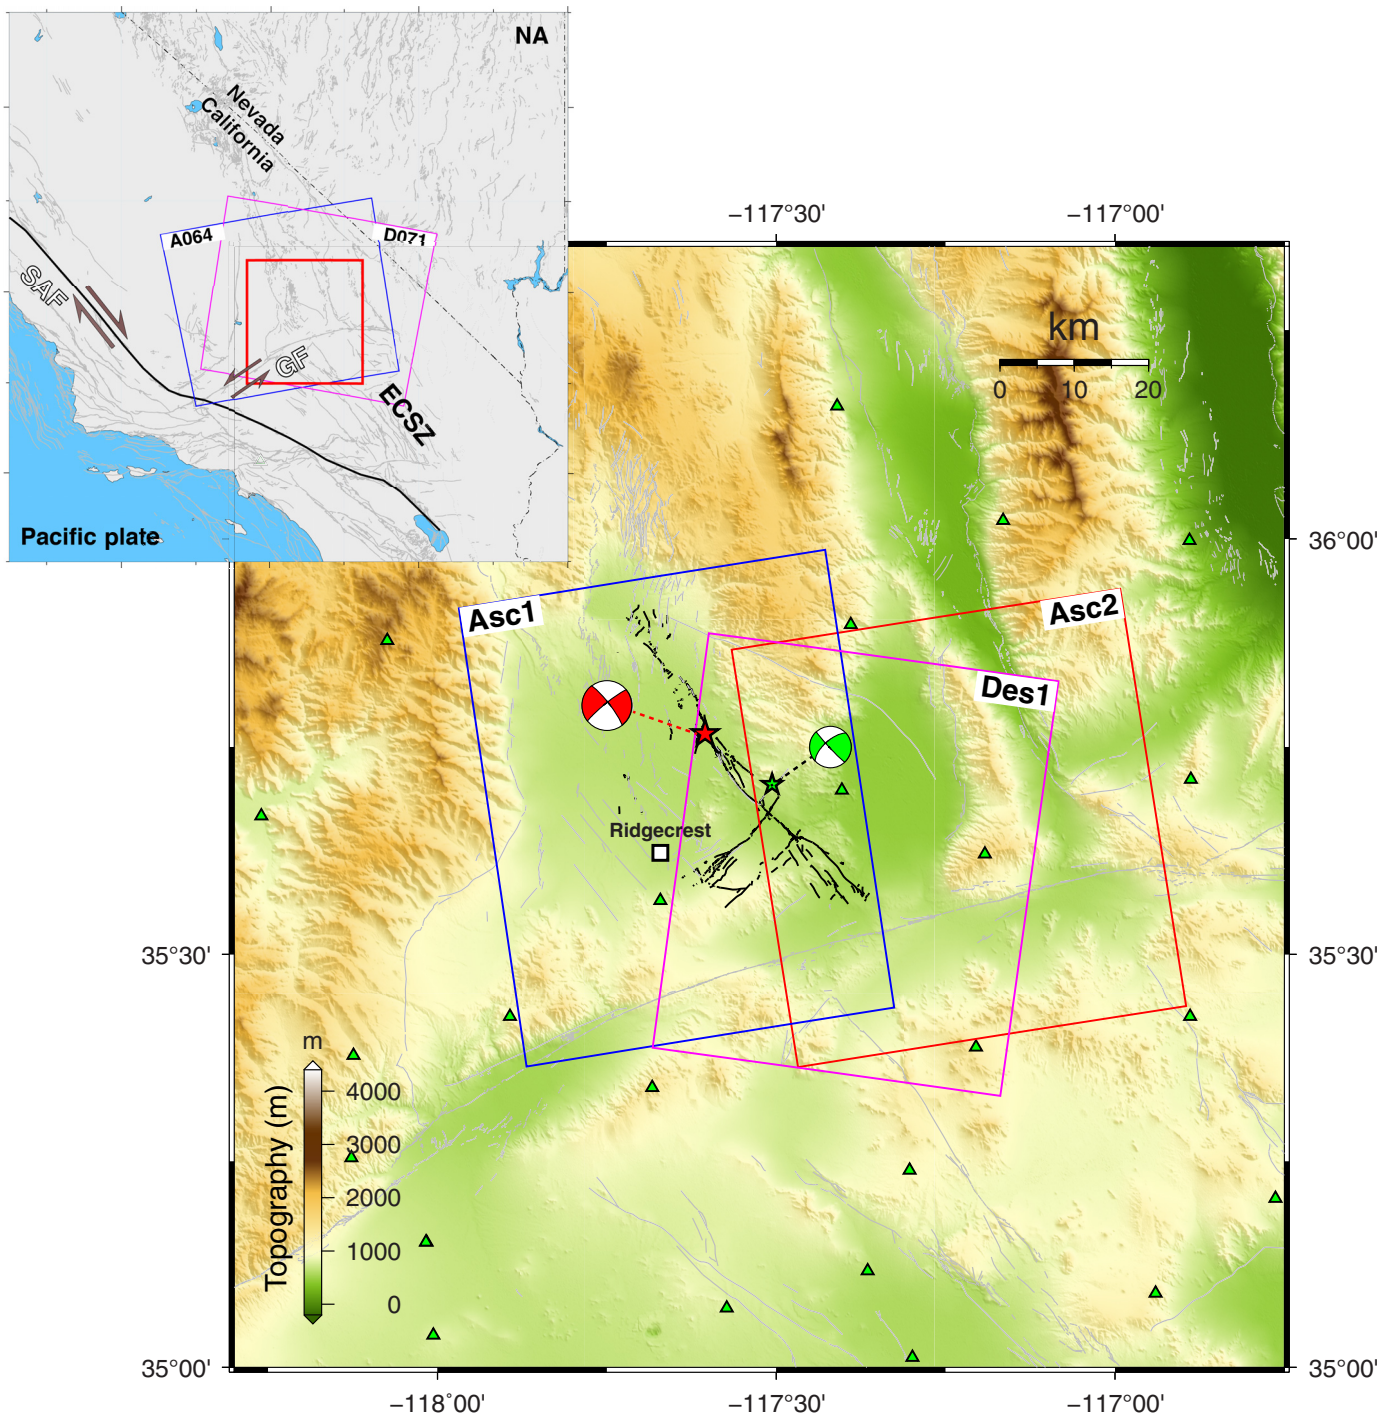 NA
Nevada
California
A064
D071
SAF
GF
ECSZ
Pacific plate
−117°30'
−117°00'
km
0
10
20
36°00'
Asc1
Asc2
Des1
Ridgecrest
35°30'
35°30'
m
Topography (m)
4000
3000
2000
1000
0
35°00'
35°00'
−118°00'
−117°30'
−117°00'